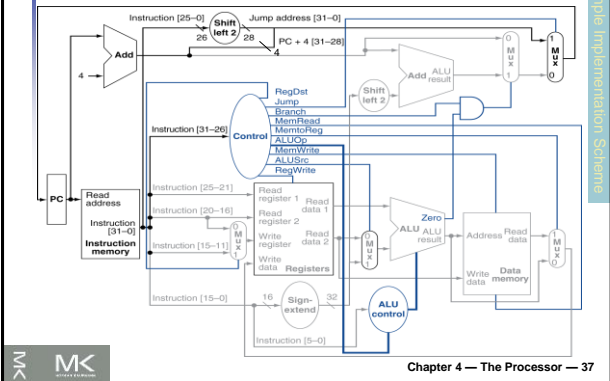 Instruction [25–0]
Shift
left 2
Jump address [31–0]
26
28
PC + 4 [31–28]
4
Add
4
0
M
u
x
1
1
M
u
x
0
Add
ALU
result
Shift
left 2
RegDst
Jump
Branch
MemRead
MemtoReg
ALUOp
MemWrite
ALUSrc
RegWrite
Instruction [31–26]
Control
PC
Read
address
Instruction
[31–0]
Instruction
memory
Instruction [25–21]
Instruction [20–16]
Instruction [15–11]
0
M
u
x
1
Read
register 1
Read
data 1
Read
register 2
Write
register
Read
data 2
Write
data
Registers
0
M
u
x
1
Zero
ALU
ALU
result
Address
Read
data
Write
data
Data
memory
1
M
u
x
0
Instruction [15–0]
16
Sign-
extend
32
ALU
control
Instruction [5–0]
mple Implementation Scheme
MK
MK
Chapter 4 — The Processor — 37